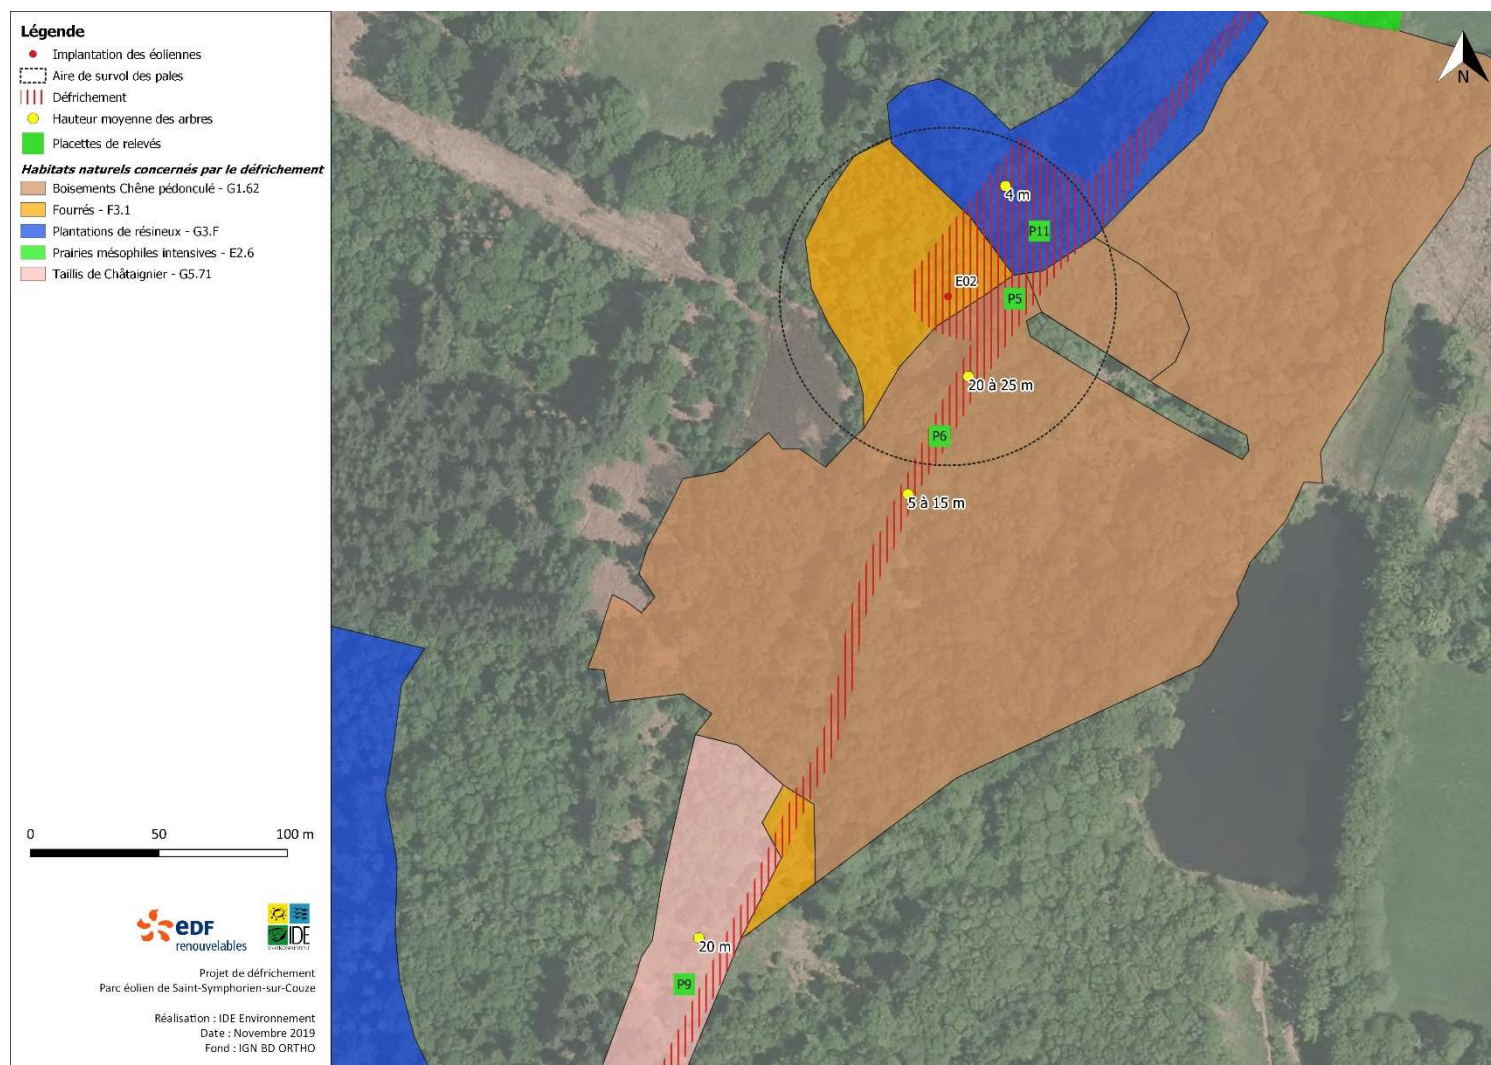 Légende
Implantation des éoliennes
Aire de survol des pales
Défrichement
Hauteur moyenne des arbres
Placettes de relevés
Habitats naturels concernés par le défrichement
Boisements Chêne pédonculé - G1.62
Fourrés - F3.1
Plantations de résineux - G3.F
Prairies mésophiles intensives - E2.6
Taillis de Châtaignier - G5.71
0 50 100 m
eDF
renouvelables
IDE
Projet de défrichement
Parc éolien de Saint-Symphorien-sur-Couze
Réalisation : IDE Environnement
Date : Novembre 2019
Fond : IGN BD ORTHO
N
4 m
P11
E02
P5
20 à 25 m
P6
5 à 15 m
20 m
P9